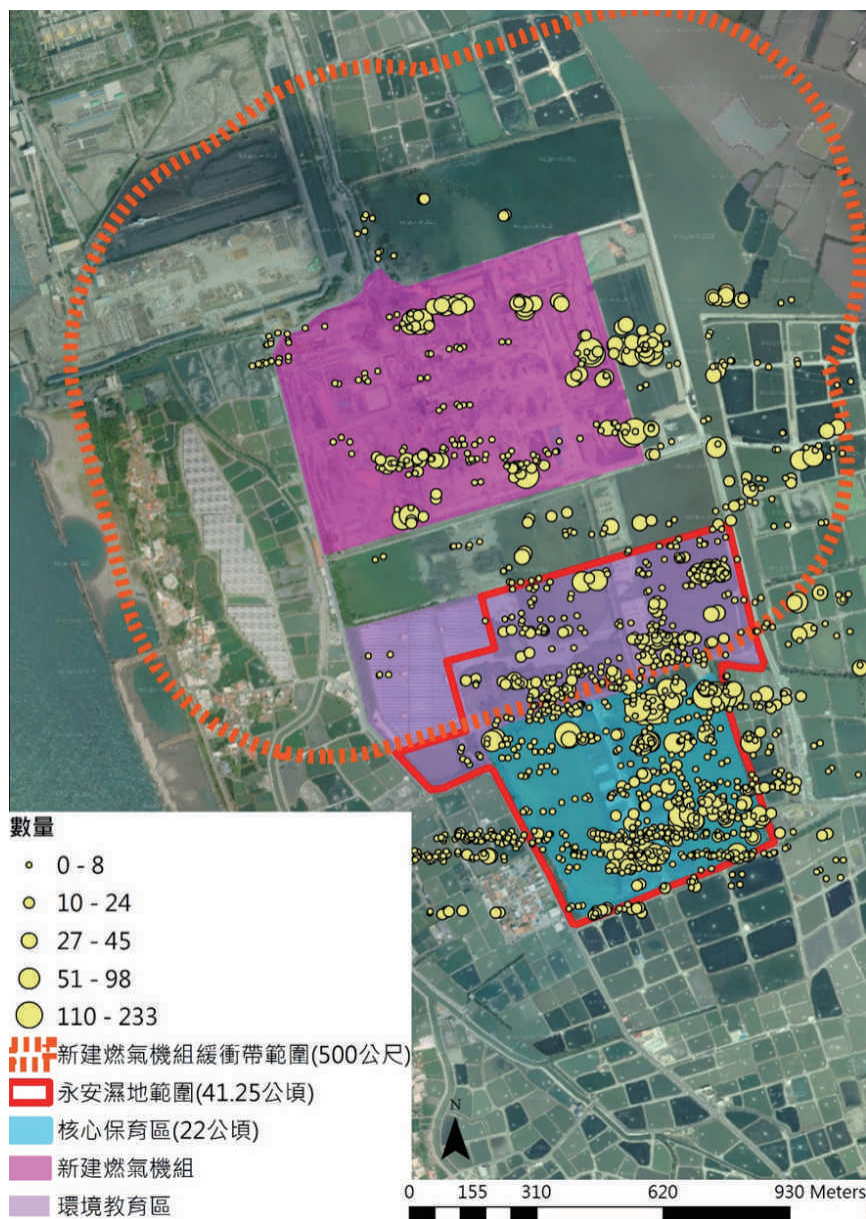 數量
0 - 8
10 - 24
27 - 45
51 - 98
110 - 233
新建燃氣機組緩衝帶範圍(500公尺)
永安濕地範圍(41.25公頃)
核心保育區(22公頃)
新建燃氣機組
環境教育區
N
0 155 310 620 930 Meters